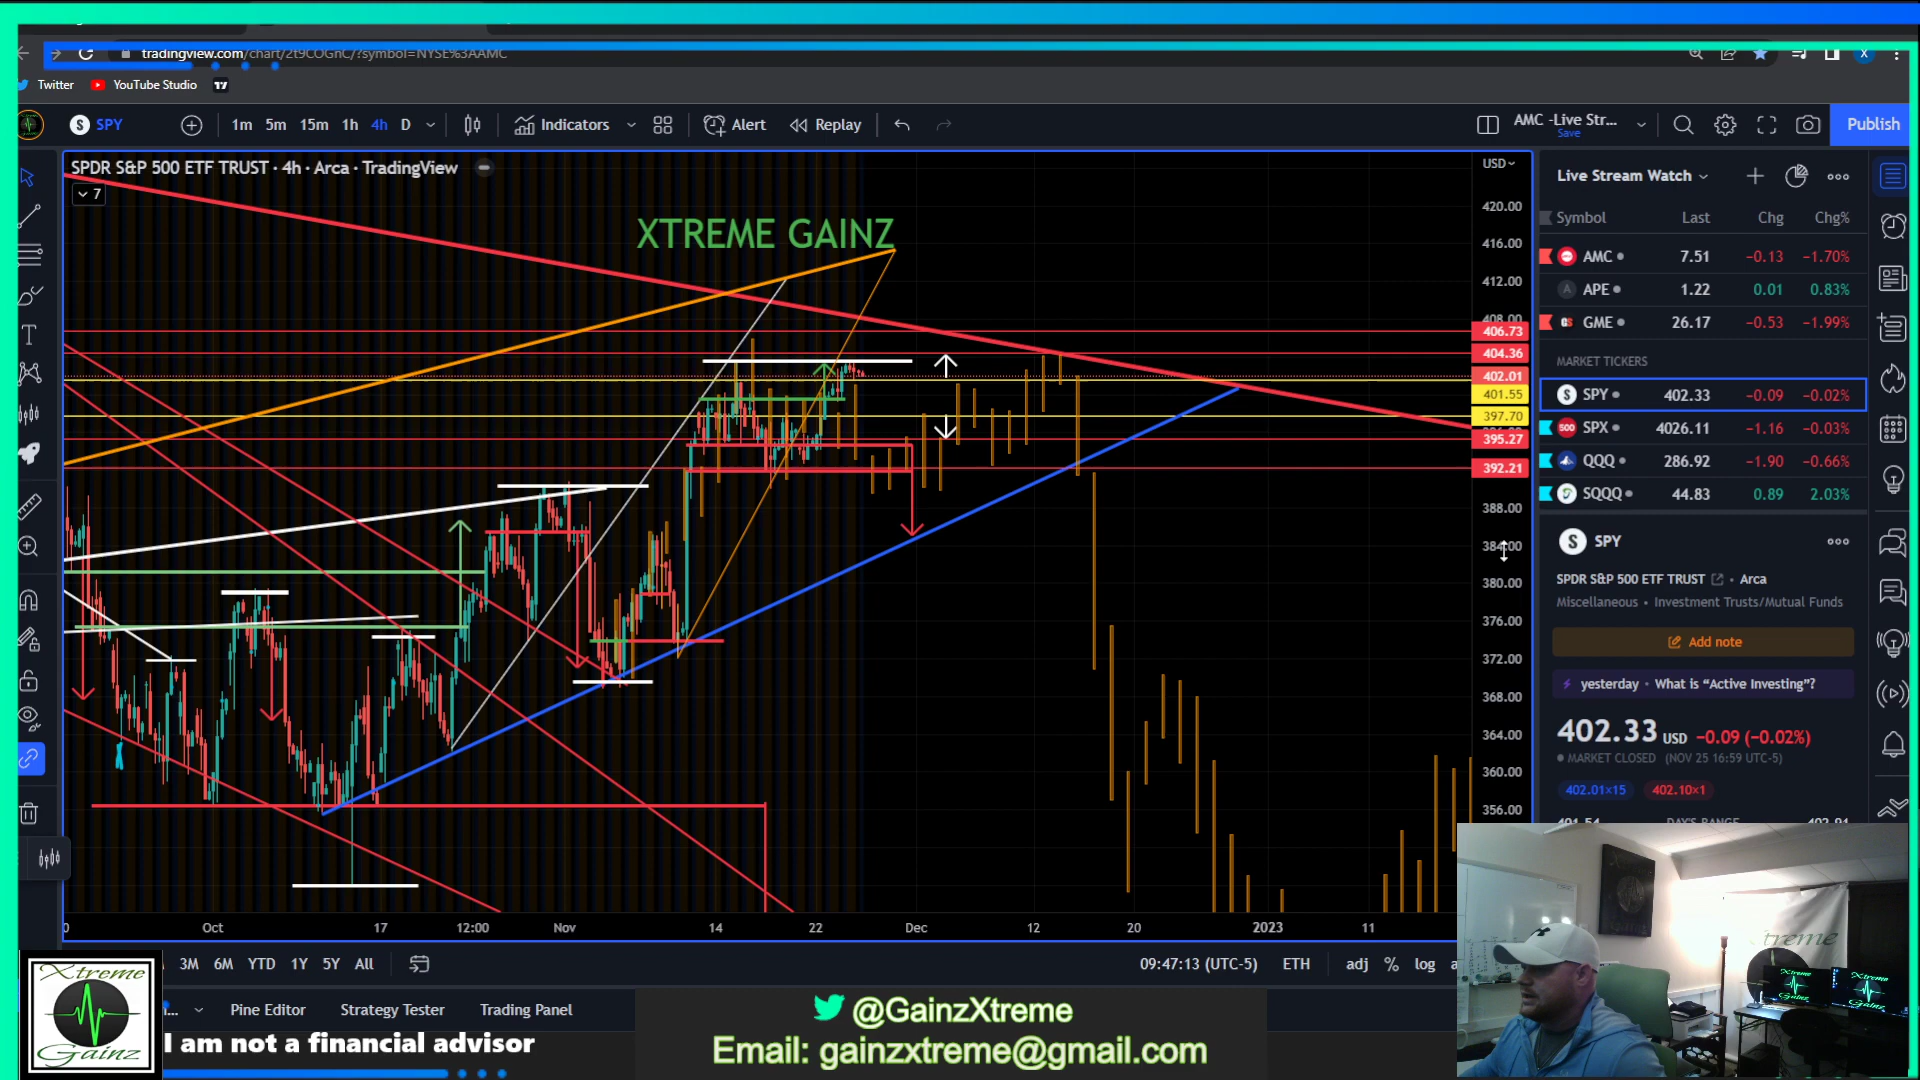 tradingview.com/chart/2t9COGnC/?symbol=NYSE%3AAMC
Twitter YouTube Studio
SPY 1m 5m 15m 1h 4h D Indicators Alert Replay AMC -Live Str... Save Publish
SPDR S&P 500 ETF TRUST · 4h · Arca · TradingView
7
XTREME GAINZ
USD
420.00
416.00
412.00
408.00
406.73
404.36
402.01
401.55
397.70
395.27
392.21
388.00
384.00
380.00
376.00
372.00
368.00
364.00
360.00
356.00
Oct 17 12:00 Nov 14 22 Dec 12 20 2023 11
3M 6M YTD 1Y 5Y All 09:47:13 (UTC-5) ETH adj % log
Live Stream Watch
Symbol Last Chg Chg%
AMC 7.51 −0.13 −1.70%
APE 1.22 0.01 0.83%
GME 26.17 −0.53 −1.99%
MARKET TICKERS
SPY 402.33 −0.09 −0.02%
SPX 4026.11 −1.16 −0.03%
QQQ 286.92 −1.90 −0.66%
SQQQ 44.83 0.89 2.03%
SPY
SPDR S&P 500 ETF TRUST · Arca
Miscellaneous • Investment Trusts/Mutual Funds
Add note
yesterday · What is “Active Investing”?
402.33 USD −0.09 (−0.02%)
MARKET CLOSED (NOV 25 16:59 UTC-5)
402.01×15 402.10×1
Pine Editor Strategy Tester Trading Panel
Xtreme
Gainz
I am not a financial advisor
@GainzXtreme
Email: gainzxtreme@gmail.com
Xtreme
Gainz